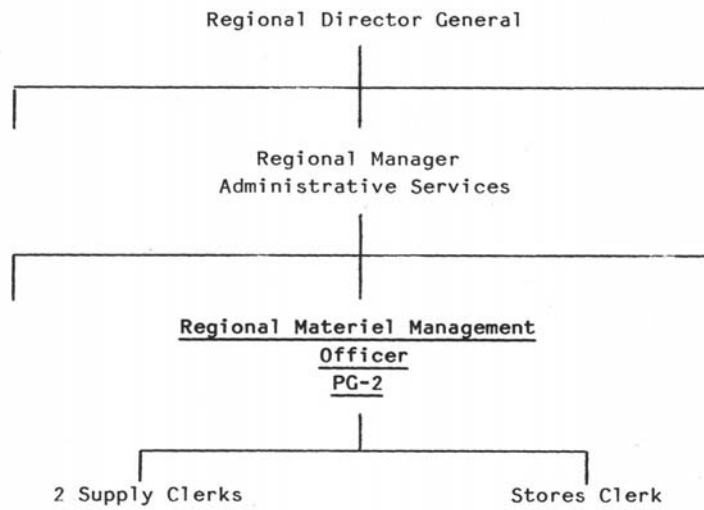 Regional Director General
Regional Manager
Administrative Services
Regional Materiel Management
Officer
PG-2
2 Supply Clerks
Stores Clerk